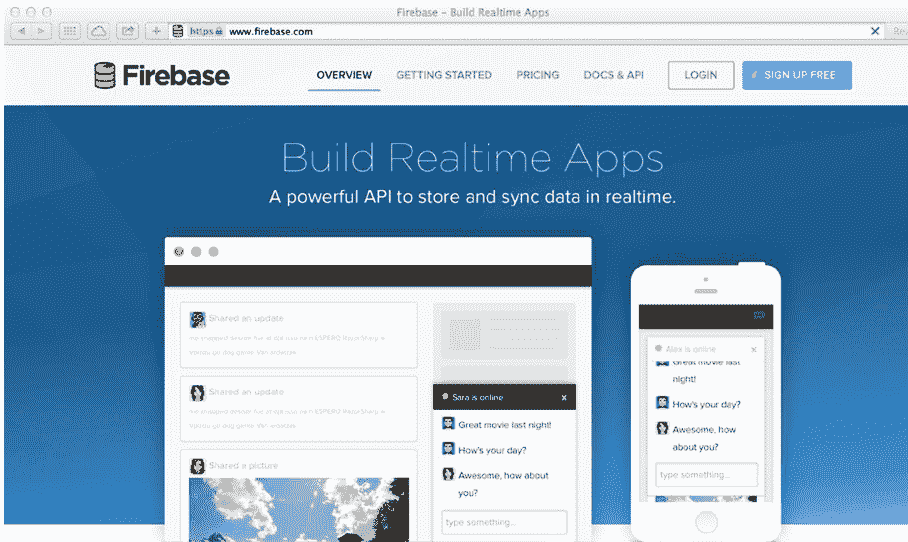 Firebase - Build Realtime Apps
https www.firebase.com
Firebase
OVERVIEW GETTING STARTED PRICING DOCS & API LOGIN SIGN UP FREE
Build Realtime Apps
A powerful API to store and sync data in realtime.
Shared an update
Shared an update
Shared a picture
Sara is online x
Great movie last night!
How's your day?
Awesome, how about
you?
type something...
Alex is online x
Great movie last
night!
How's your day?
Awesome, how
about you?
type something...